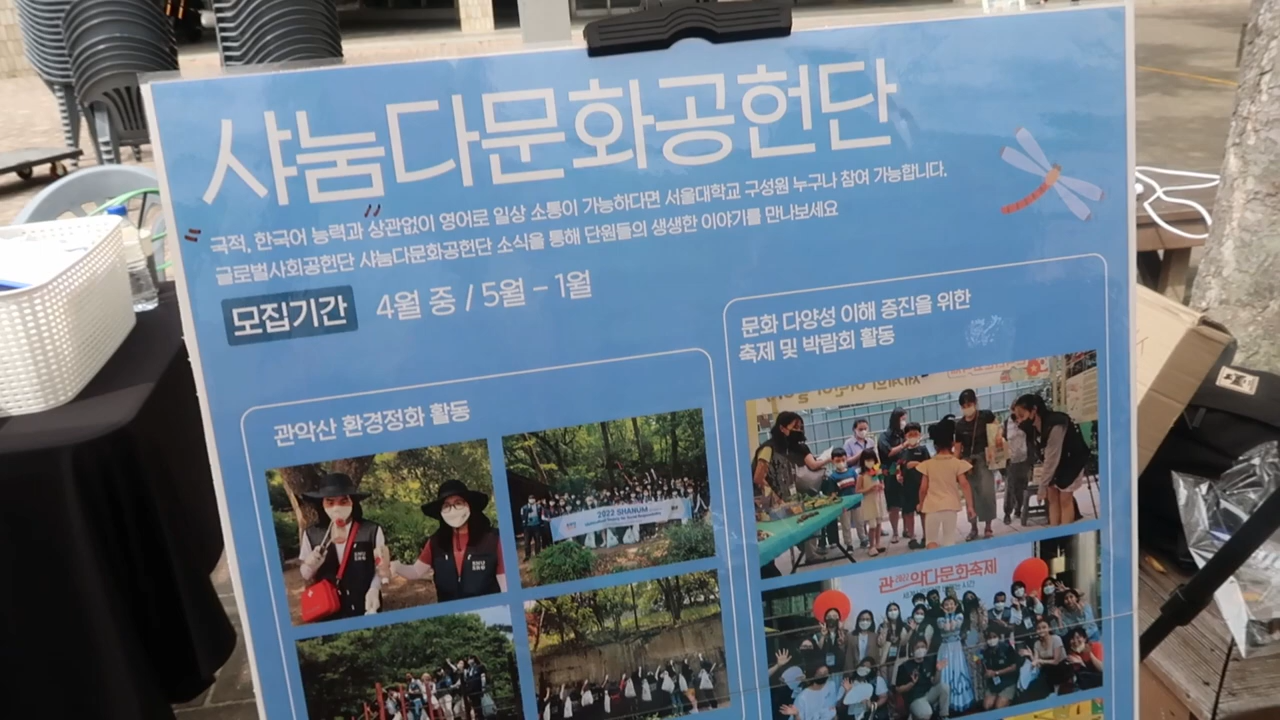 샤눔다문화공헌단
국적, 한국어 능력과 상관없이 영어로 일상 소통이 가능하다면 서울대학교 구성원 누구나 참여 가능합니다.
글로벌사회공헌단 샤눔다문화공헌단 소식을 통해 단원들의 생생한 이야기를 만나보세요
모집기간 4월 중 / 5월 – 1월
문화 다양성 이해 증진을 위한
축제 및 박람회 활동
관악산 환경정화 활동
2022 SHANUM
관악다문화축제